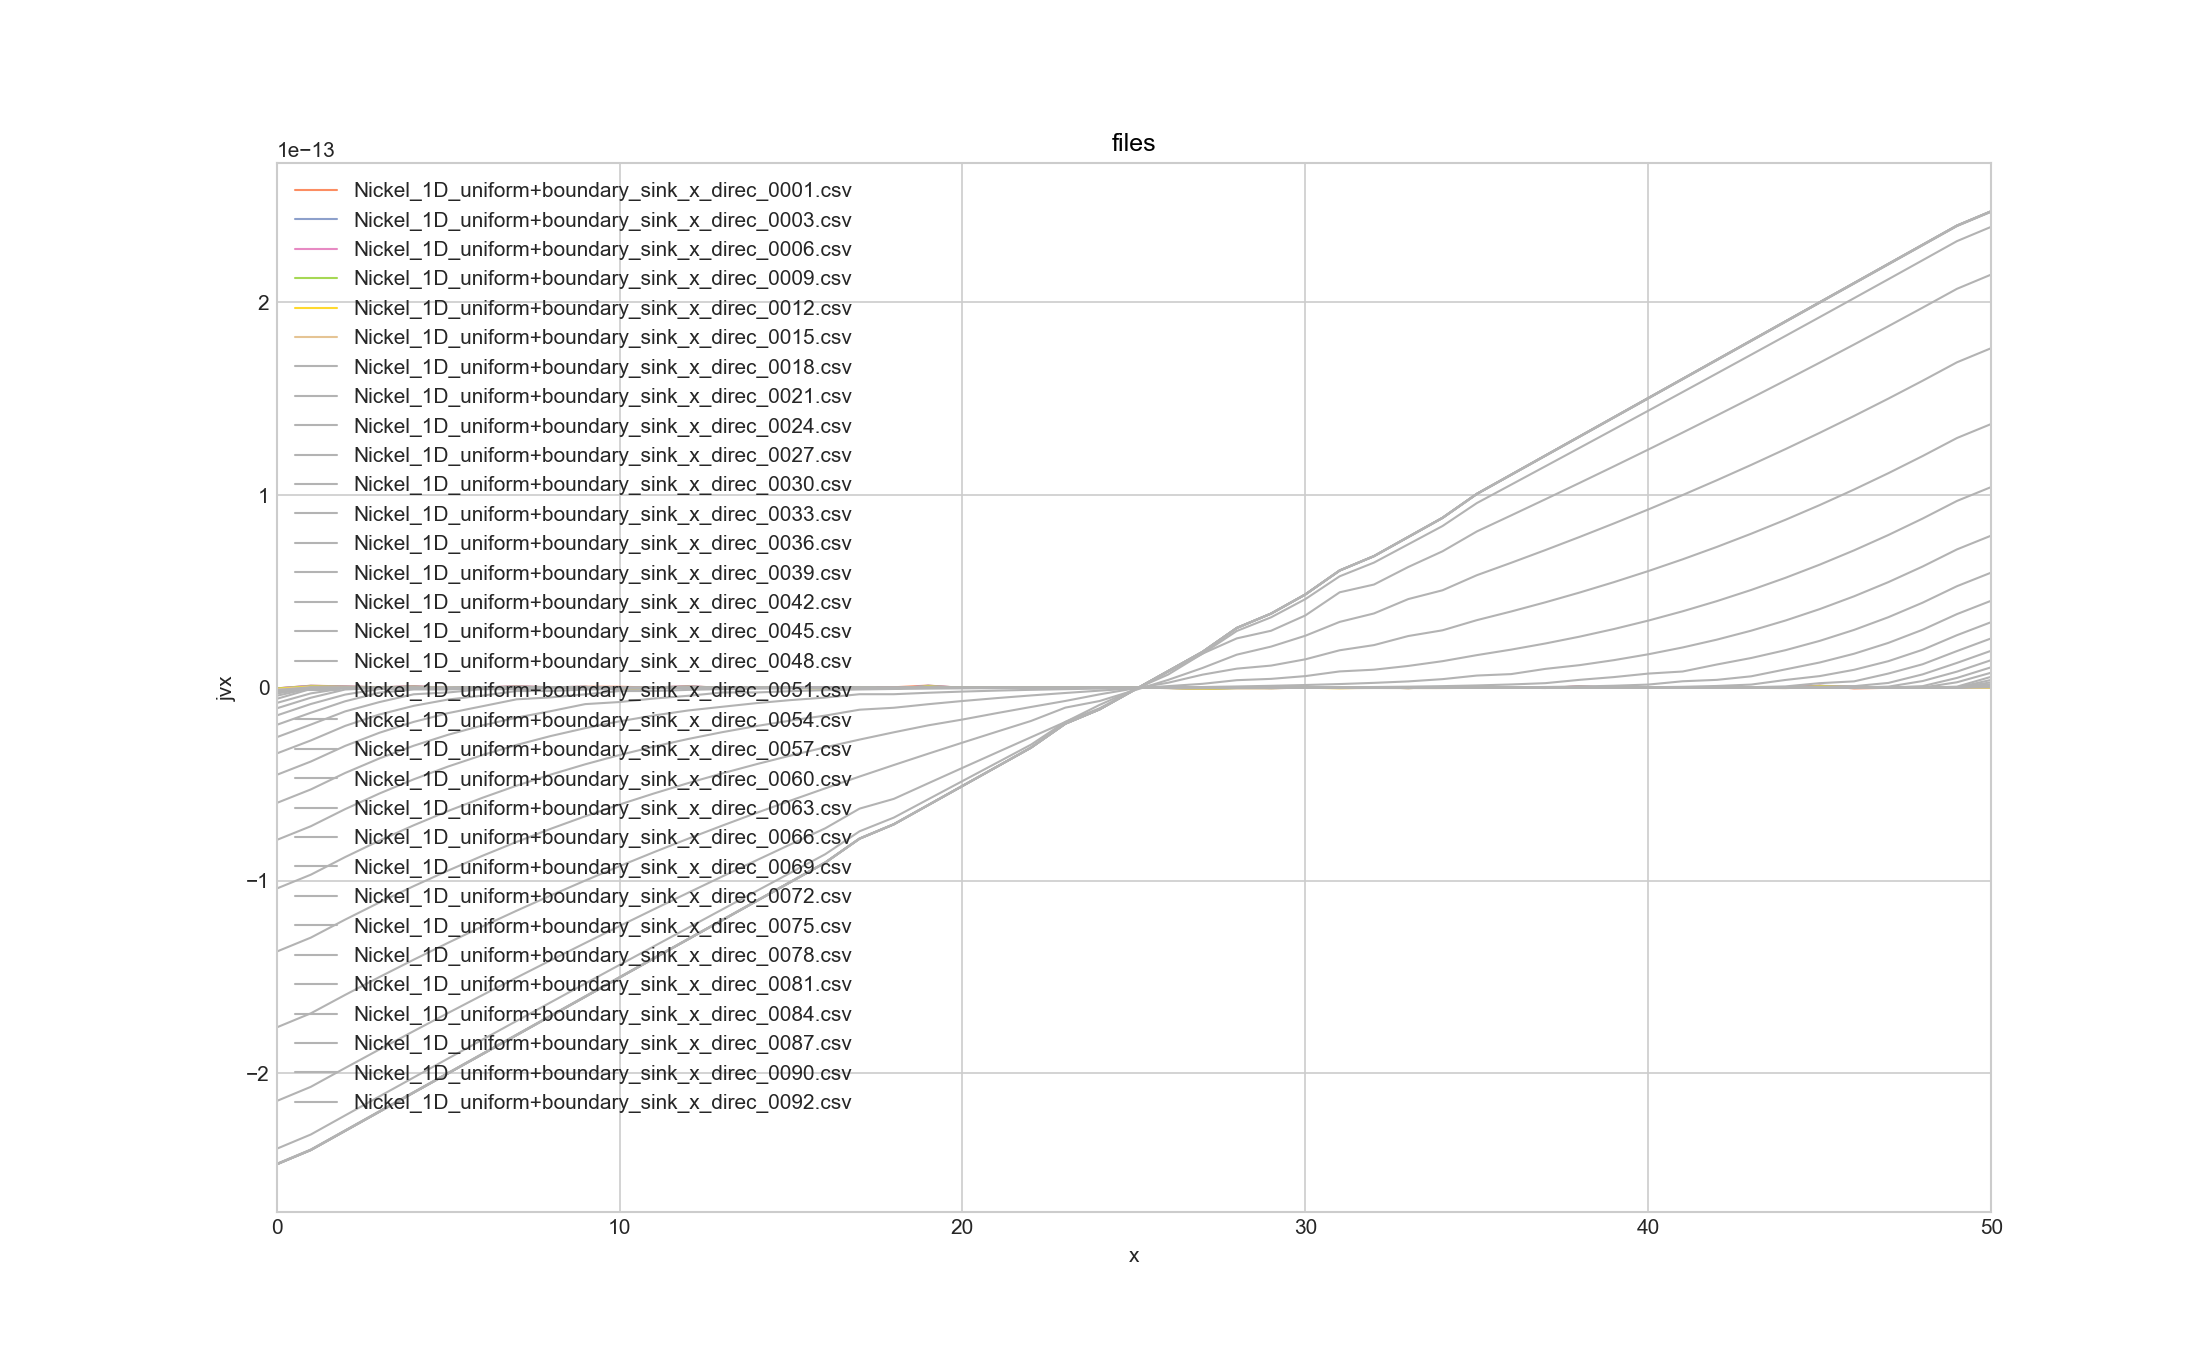 files
1e−13
Nickel_1D_uniform+boundary_sink_x_direc_0001.csv
Nickel_1D_uniform+boundary_sink_x_direc_0003.csv
Nickel_1D_uniform+boundary_sink_x_direc_0006.csv
Nickel_1D_uniform+boundary_sink_x_direc_0009.csv
Nickel_1D_uniform+boundary_sink_x_direc_0012.csv
Nickel_1D_uniform+boundary_sink_x_direc_0015.csv
Nickel_1D_uniform+boundary_sink_x_direc_0018.csv
Nickel_1D_uniform+boundary_sink_x_direc_0021.csv
Nickel_1D_uniform+boundary_sink_x_direc_0024.csv
Nickel_1D_uniform+boundary_sink_x_direc_0027.csv
Nickel_1D_uniform+boundary_sink_x_direc_0030.csv
Nickel_1D_uniform+boundary_sink_x_direc_0033.csv
Nickel_1D_uniform+boundary_sink_x_direc_0036.csv
Nickel_1D_uniform+boundary_sink_x_direc_0039.csv
Nickel_1D_uniform+boundary_sink_x_direc_0042.csv
Nickel_1D_uniform+boundary_sink_x_direc_0045.csv
Nickel_1D_uniform+boundary_sink_x_direc_0048.csv
Nickel_1D_uniform+boundary_sink_x_direc_0051.csv
Nickel_1D_uniform+boundary_sink_x_direc_0054.csv
Nickel_1D_uniform+boundary_sink_x_direc_0057.csv
Nickel_1D_uniform+boundary_sink_x_direc_0060.csv
Nickel_1D_uniform+boundary_sink_x_direc_0063.csv
Nickel_1D_uniform+boundary_sink_x_direc_0066.csv
Nickel_1D_uniform+boundary_sink_x_direc_0069.csv
Nickel_1D_uniform+boundary_sink_x_direc_0072.csv
Nickel_1D_uniform+boundary_sink_x_direc_0075.csv
Nickel_1D_uniform+boundary_sink_x_direc_0078.csv
Nickel_1D_uniform+boundary_sink_x_direc_0081.csv
Nickel_1D_uniform+boundary_sink_x_direc_0084.csv
Nickel_1D_uniform+boundary_sink_x_direc_0087.csv
Nickel_1D_uniform+boundary_sink_x_direc_0090.csv
Nickel_1D_uniform+boundary_sink_x_direc_0092.csv
2
1
0
−1
−2
jvx
0 10 20 30 40 50
x